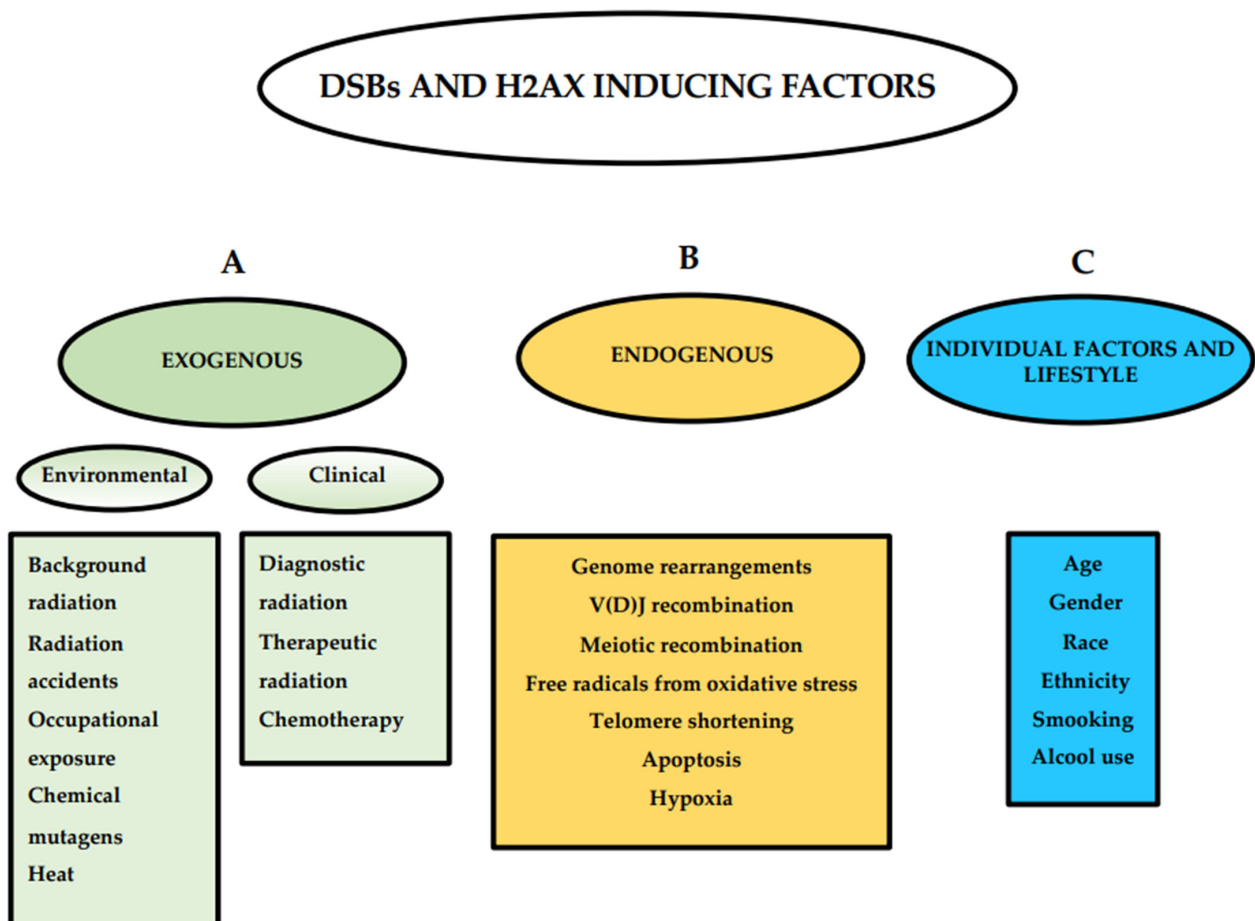 DSBs AND H2AX INDUCING FACTORS
A
EXOGENOUS
Environmental
Background
radiation
Radiation
accidents
Occupational
exposure
Chemical
mutagens
Heat
Clinical
Diagnostic
radiation
Therapeutic
radiation
Chemotherapy
B
ENDOGENOUS
Genome rearrangements
V(D)J recombination
Meiotic recombination
Free radicals from oxidative stress
Telomere shortening
Apoptosis
Hypoxia
C
INDIVIDUAL FACTORS AND
LIFESTYLE
Age
Gender
Race
Ethnicity
Smooking
Alcool use